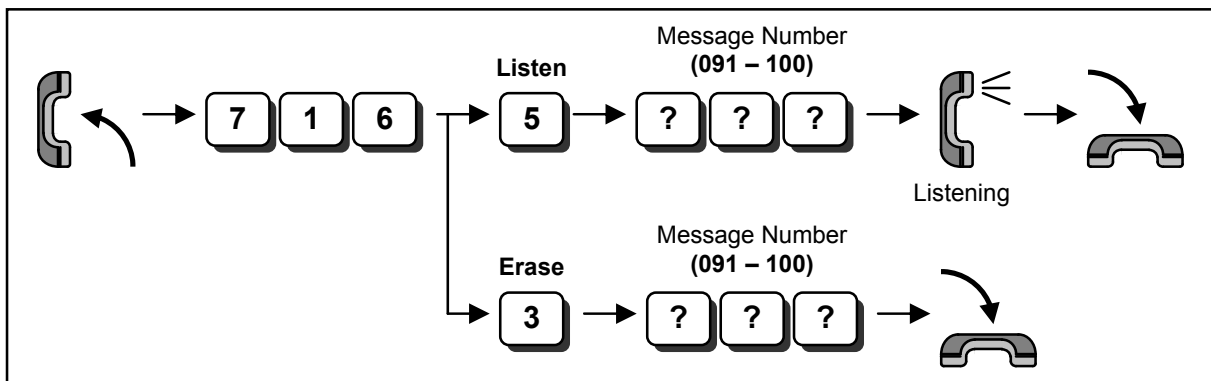 Message Number
(091 – 100)
Listen
7 1 6 5 ? ? ?
Listening
Message Number
(091 – 100)
Erase
3 ? ? ?